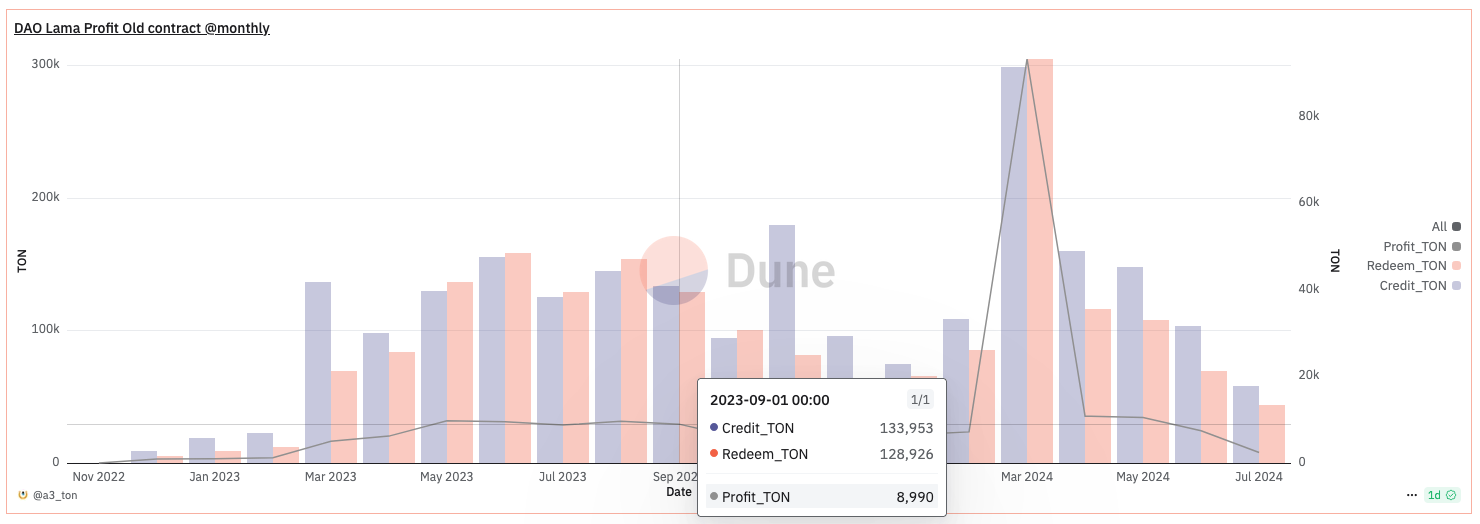 DAO Lama Profit Old contract @monthly
300k
200k
100k
0
TON
80k
60k
40k
20k
0
TON
All
Profit_TON
Redeem_TON
Credit_TON
Dune
2023-09-01 00:00 1/1
Credit_TON 133,953
Redeem_TON 128,926
Profit_TON 8,990
Nov 2022 Jan 2023 Mar 2023 May 2023 Jul 2023 Sep 202 Mar 2024 May 2024 Jul 2024
Date
@a3_ton
1d